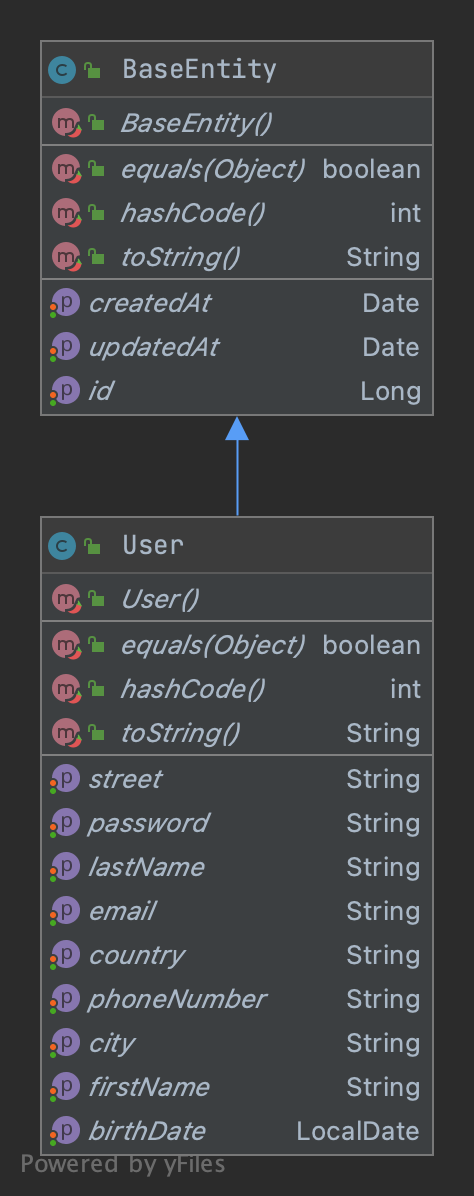 C BaseEntity
m BaseEntity()
m equals(Object) boolean
m hashCode() int
m toString() String
p createdAt Date
p updatedAt Date
p id Long
C User
m User()
m equals(Object) boolean
m hashCode() int
m toString() String
p street String
p password String
p lastName String
p email String
p country String
p phoneNumber String
p city String
p firstName String
p birthDate LocalDate
Powered by yFiles